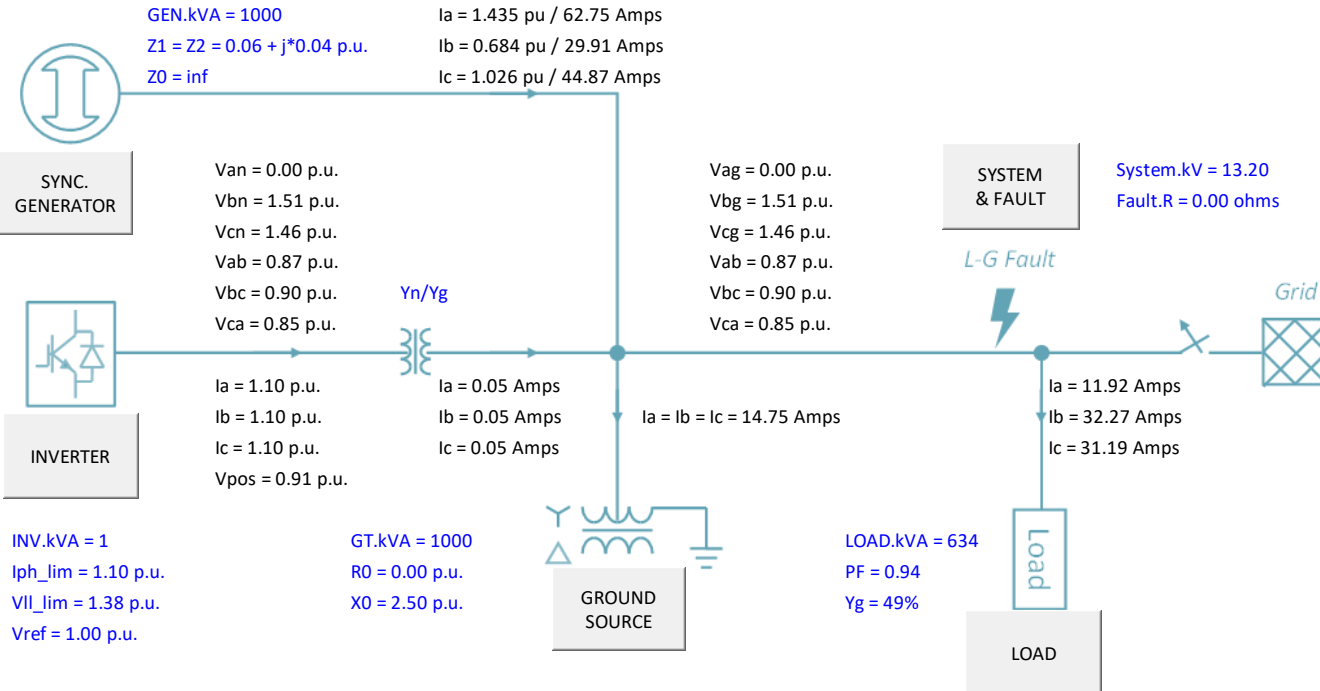 GEN.kVA = 1000
Z1 = Z2 = 0.06 + j*0.04 p.u.
Z0 = inf
Ia = 1.435 pu / 62.75 Amps
Ib = 0.684 pu / 29.91 Amps
Ic = 1.026 pu / 44.87 Amps
SYNC.
GENERATOR
Van = 0.00 p.u.
Vbn = 1.51 p.u.
Vcn = 1.46 p.u.
Vab = 0.87 p.u.
Vbc = 0.90 p.u.
Vca = 0.85 p.u.
Yn/Yg
Vag = 0.00 p.u.
Vbg = 1.51 p.u.
Vcg = 1.46 p.u.
Vab = 0.87 p.u.
Vbc = 0.90 p.u.
Vca = 0.85 p.u.
SYSTEM
& FAULT
System.kV = 13.20
Fault.R = 0.00 ohms
L-G Fault
Grid
INVERTER
Ia = 1.10 p.u.
Ib = 1.10 p.u.
Ic = 1.10 p.u.
Vpos = 0.91 p.u.
Ia = 0.05 Amps
Ib = 0.05 Amps
Ic = 0.05 Amps
Ia = Ib = Ic = 14.75 Amps
Ia = 11.92 Amps
Ib = 32.27 Amps
Ic = 31.19 Amps
INV.kVA = 1
Iph_lim = 1.10 p.u.
Vll_lim = 1.38 p.u.
Vref = 1.00 p.u.
GT.kVA = 1000
R0 = 0.00 p.u.
X0 = 2.50 p.u.
GROUND
SOURCE
LOAD.kVA = 634
PF = 0.94
Yg = 49%
Load
LOAD